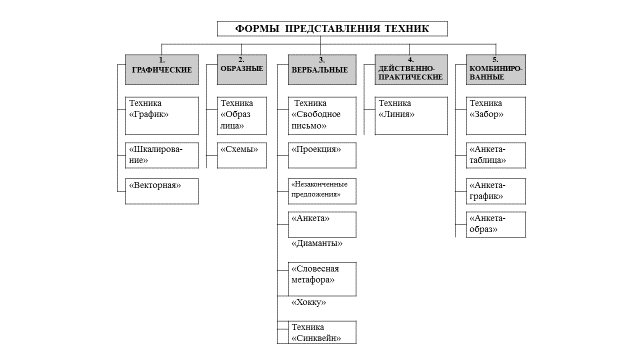 ФОРМЫ ПРЕДСТАВЛЕНИЯ ТЕХНИК
1.
ГРАФИЧЕСКИЕ
Техника
«График»
«Шкалирова-
ние»
«Векторная»
2.
ОБРАЗНЫЕ
Техника
«Образ
лица»
«Схемы»
3.
ВЕРБАЛЬНЫЕ
Техника
«Свободное
письмо»
«Проекция»
«Незаконченные
предложения»
«Анкета»
«Диаманты»
«Словесная
метафора»
«Хокку»
Техника
«Синквейн»
4.
ДЕЙСТВЕННО-
ПРАКТИЧЕСКИЕ
Техника
«Линия»
5.
КОМБИНИРО-
ВАННЫЕ
Техника
«Забор»
«Анкета-
таблица»
«Анкета-
график»
«Анкета-
образ»